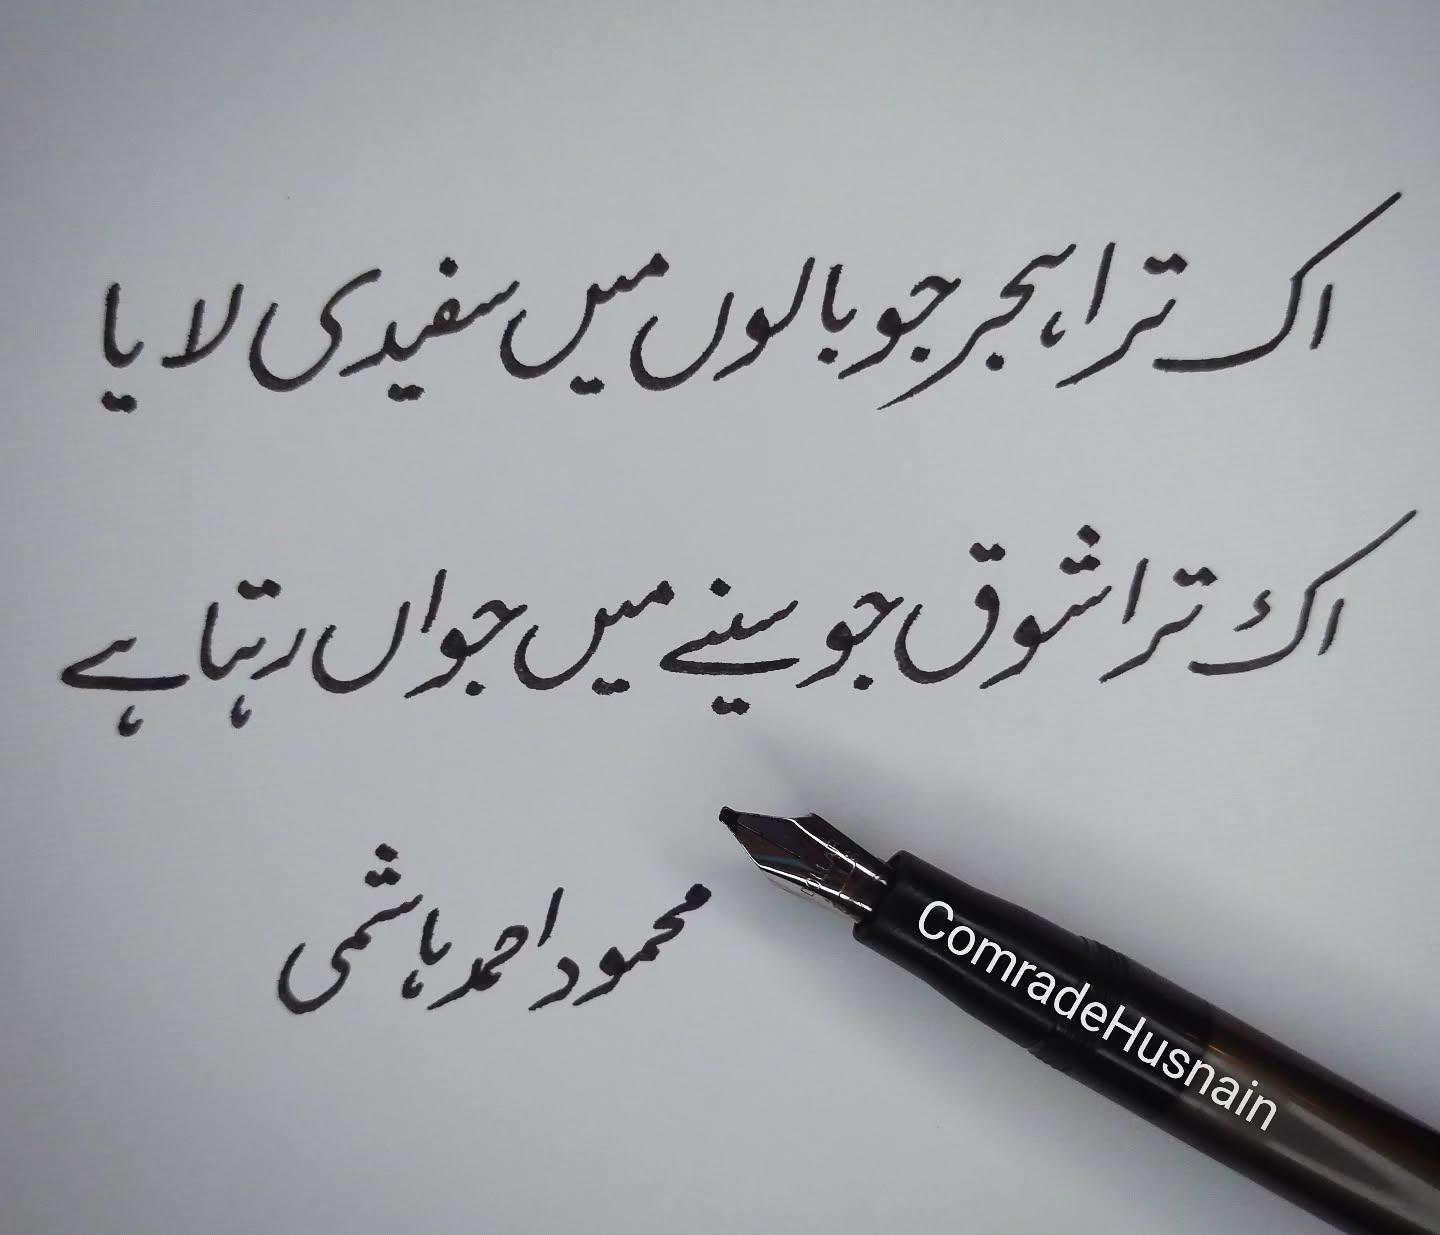 اک ترا ہجر جو بالوں میں سفیدی لایا
اک ترا شوق جو سینے میں جواں رہتا ہے
محمود احمد ہاشمی
ComradeHusnain